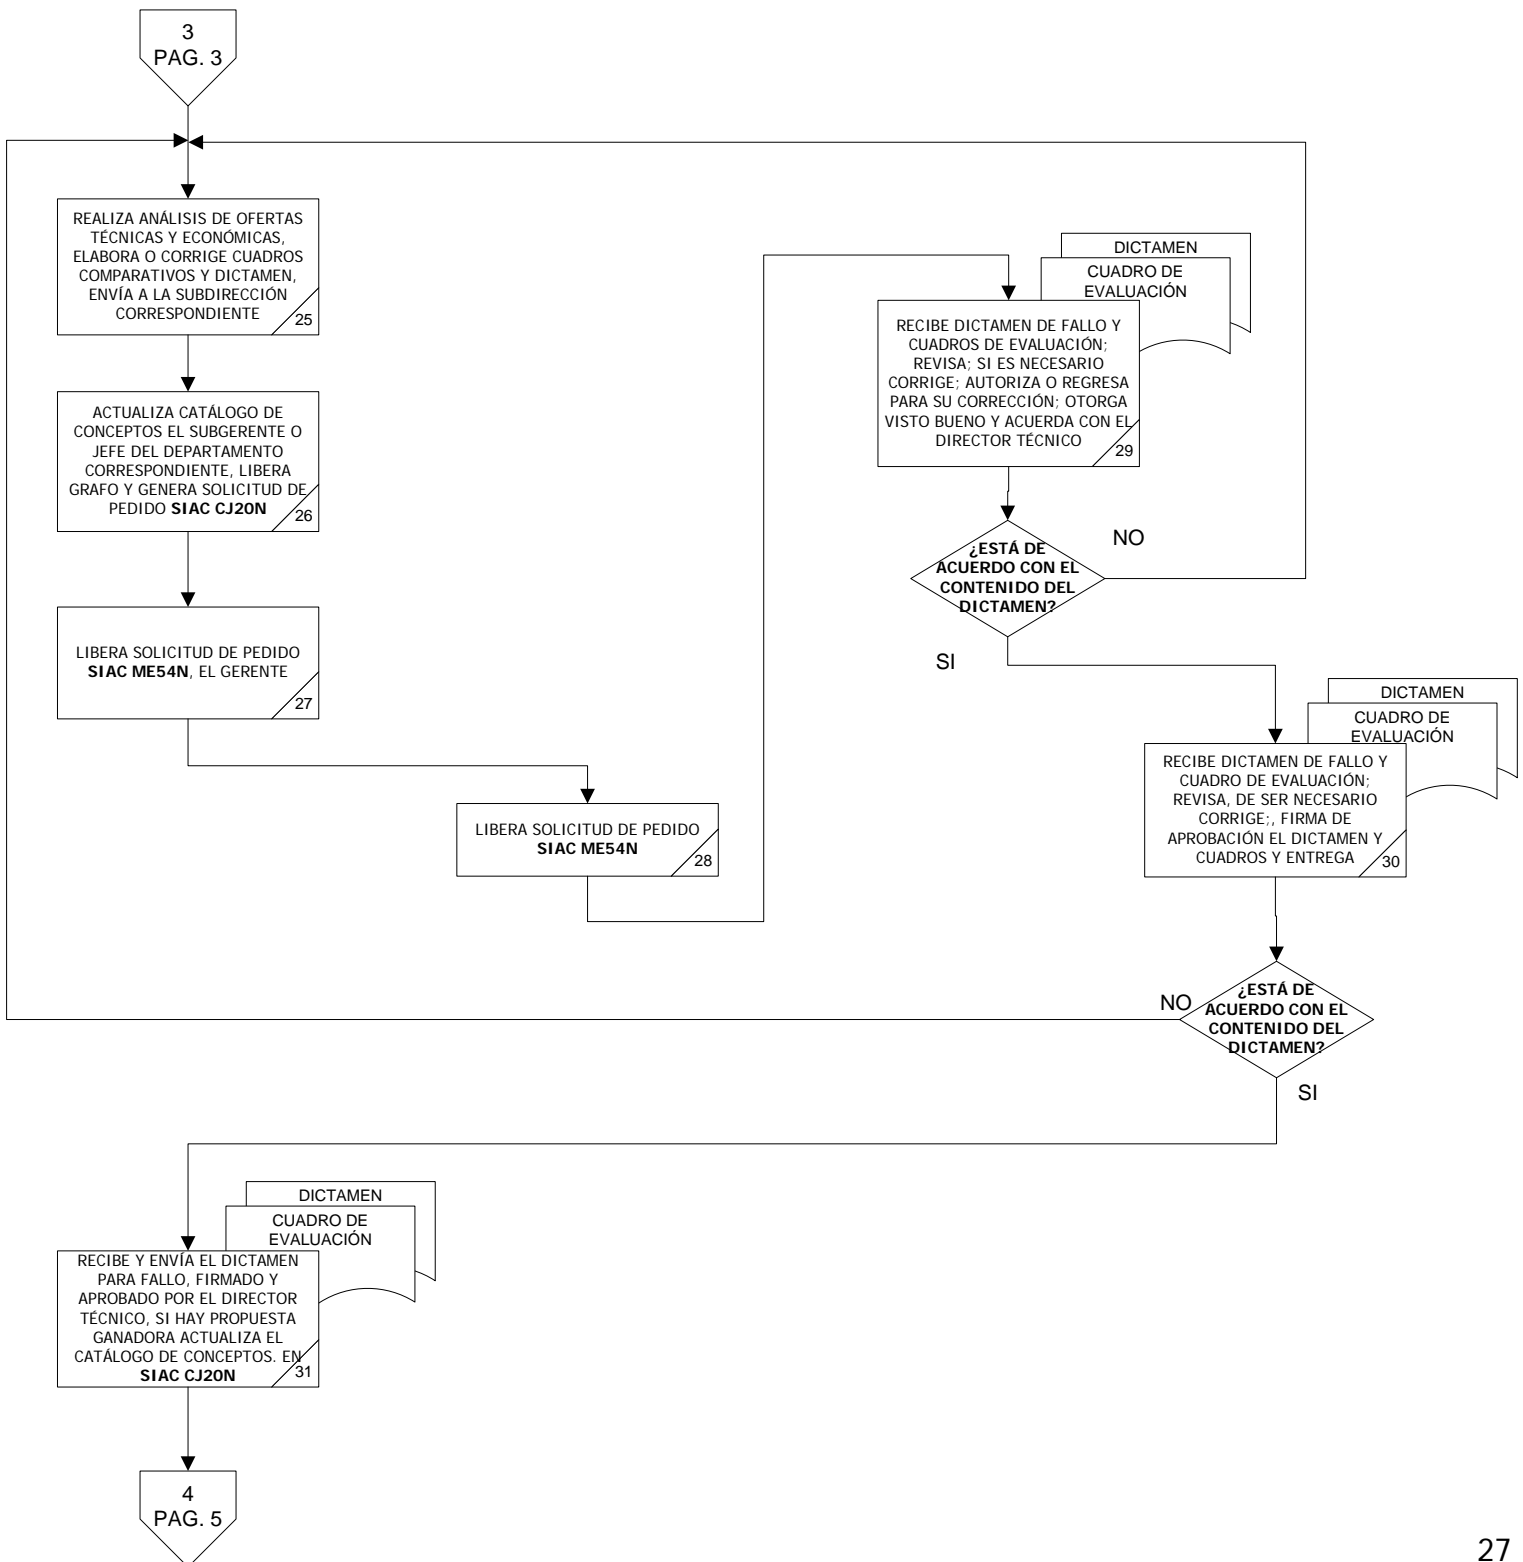 3
PAG. 3
REALIZA ANÁLISIS DE OFERTAS
TÉCNICAS Y ECONÓMICAS,
ELABORA O CORRIGE CUADROS
COMPARATIVOS Y DICTAMEN,
ENVÍA A LA SUBDIRECCIÓN
CORRESPONDIENTE
25
ACTUALIZA CATÁLOGO DE
CONCEPTOS EL SUBGERENTE O
JEFE DEL DEPARTAMENTO
CORRESPONDIENTE, LIBERA
GRAFO Y GENERA SOLICITUD DE
PEDIDO SIAC CJ20N
26
LIBERA SOLICITUD DE PEDIDO
SIAC ME54N, EL GERENTE
27
LIBERA SOLICITUD DE PEDIDO
SIAC ME54N
28
DICTAMEN
CUADRO DE
EVALUACIÓN
RECIBE DICTAMEN DE FALLO Y
CUADROS DE EVALUACIÓN;
REVISA; SI ES NECESARIO
CORRIGE; AUTORIZA O REGRESA
PARA SU CORRECCIÓN; OTORGA
VISTO BUENO Y ACUERDA CON EL
DIRECTOR TÉCNICO
29
¿ESTÁ DE
ACUERDO CON EL
CONTENIDO DEL
DICTAMEN?
NO
SI
DICTAMEN
CUADRO DE
EVALUACIÓN
RECIBE DICTAMEN DE FALLO Y
CUADRO DE EVALUACIÓN;
REVISA, DE SER NECESARIO
CORRIGE;, FIRMA DE
APROBACIÓN EL DICTAMEN Y
CUADROS Y ENTREGA
30
¿ESTÁ DE
ACUERDO CON EL
CONTENIDO DEL
DICTAMEN?
NO
SI
DICTAMEN
CUADRO DE
EVALUACIÓN
RECIBE Y ENVÍA EL DICTAMEN
PARA FALLO, FIRMADO Y
APROBADO POR EL DIRECTOR
TÉCNICO, SI HAY PROPUESTA
GANADORA ACTUALIZA EL
CATÁLOGO DE CONCEPTOS. EN
SIAC CJ20N
31
4
PAG. 5
27